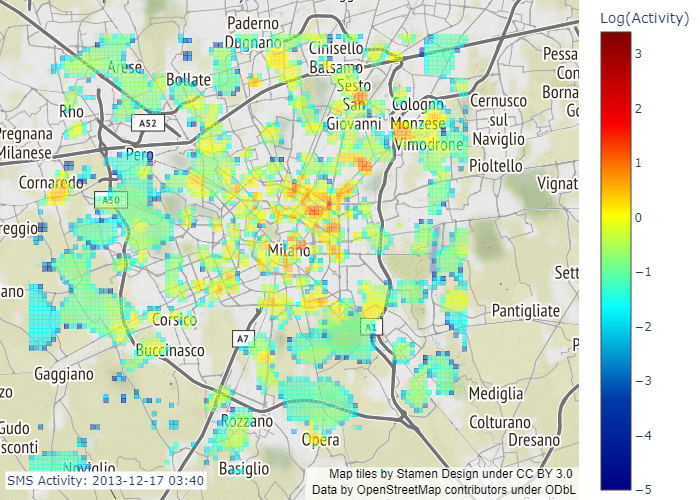 Log(Activity)
Paderno
Dugnano
Cinisello
Balsamo
Arese
Bollate
Sesto
San
Giovanni
Cologno
Monzese
Vimodrone
Cernusco
sul
Naviglio
Pessa
Con
Borna
Go
Rho
A52
Pregnana
Milanese
Pero
Pioltello
Cornaredo
A50
Vignat
reggio
Milano
Sett
ano
Pantigliate
Corsico
A7
A1
Buccinasco
P
Gaggiano
Mediglia
zo
Rozzano
Colturano
Gudo
sconti
Opera
Dresano
Noviglio
Basiglio
SMS Activity: 2013-12-17 03:40
Map tiles by Stamen Design under CC BY 3.0
Data by OpenStreetMap contributors under ODbL
3
2
1
0
−1
−2
−3
−4
−5